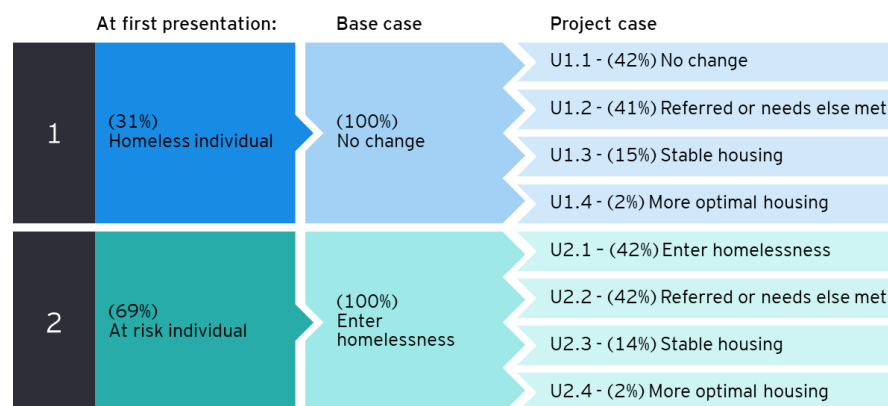 At first presentation:
Base case
Project case
1
(31%)
Homeless individual
(100%)
No change
U1.1 - (42%) No change
U1.2 - (41%) Referred or needs else met
U1.3 - (15%) Stable housing
U1.4 - (2%) More optimal housing
2
(69%)
At risk individual
(100%)
Enter
homelessness
U2.1 – (42%) Enter homelessness
U2.2 - (42%) Referred or needs else met
U2.3 - (14%) Stable housing
U2.4 - (2%) More optimal housing